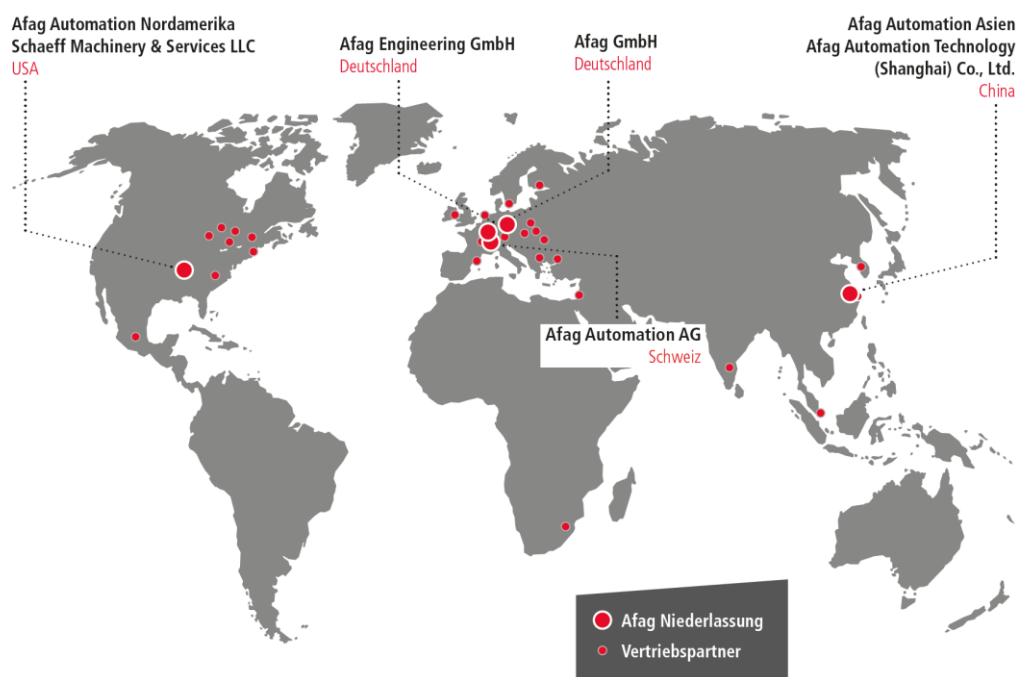 Afag Automation Nordamerika
Schaeff Machinery & Services LLC
USA
Afag Engineering GmbH
Deutschland
Afag GmbH
Deutschland
Afag Automation Asien
Afag Automation Technology
(Shanghai) Co., Ltd.
China
Afag Automation AG
Schweiz
Afag Niederlassung
Vertriebspartner